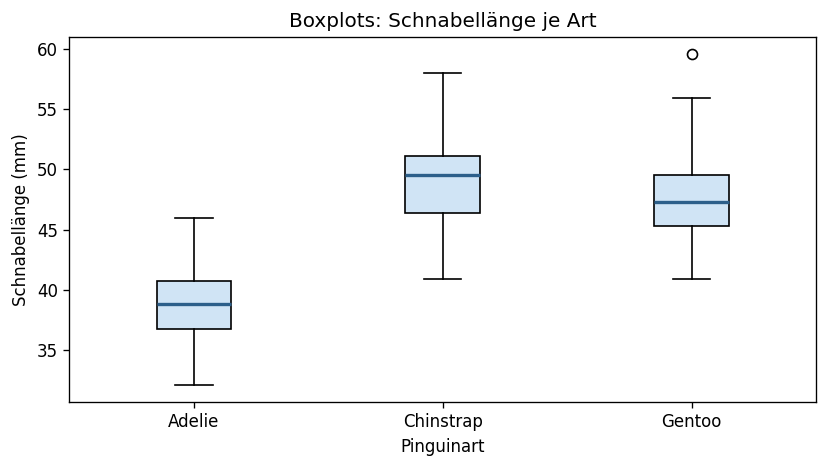 Boxplots: Schnabellänge je Art
Schnabellänge (mm)
60
55
50
45
40
35
Adelie Chinstrap Gentoo
Pinguinart